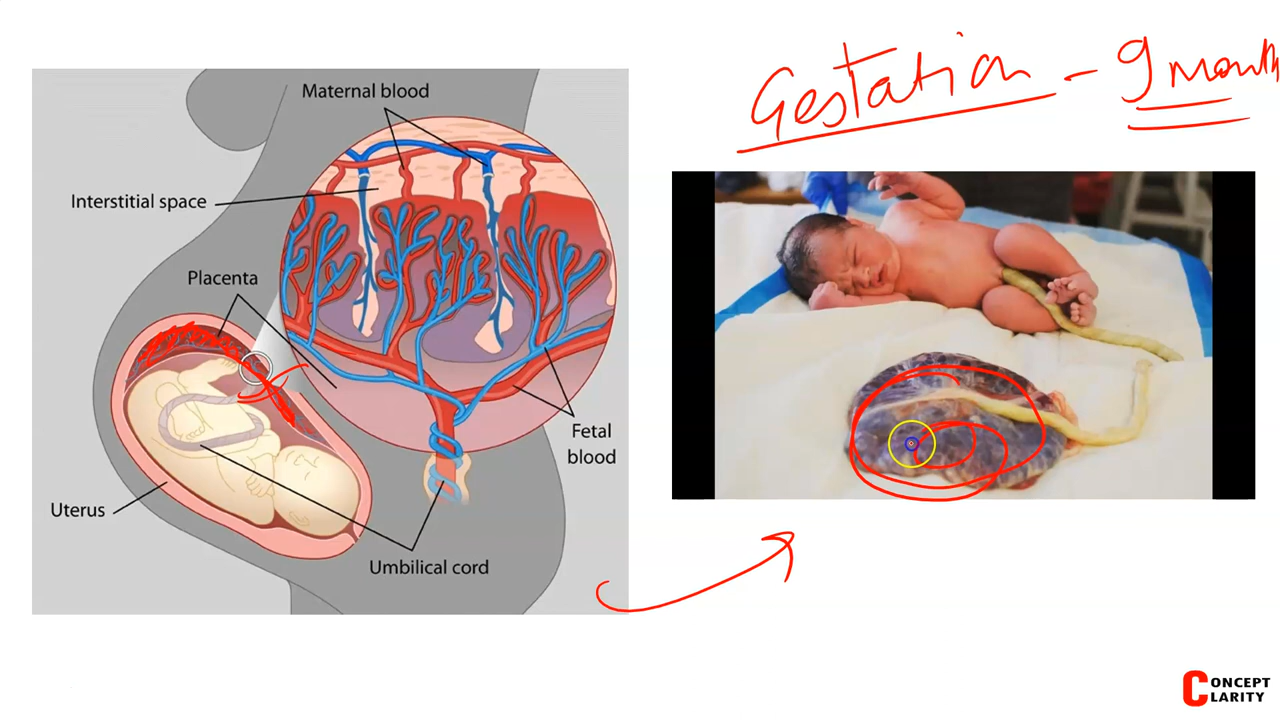 Gestation - 9 month
Maternal blood
Interstitial space
Placenta
Fetal
blood
Uterus
Umbilical cord
CONCEPT
CLARITY